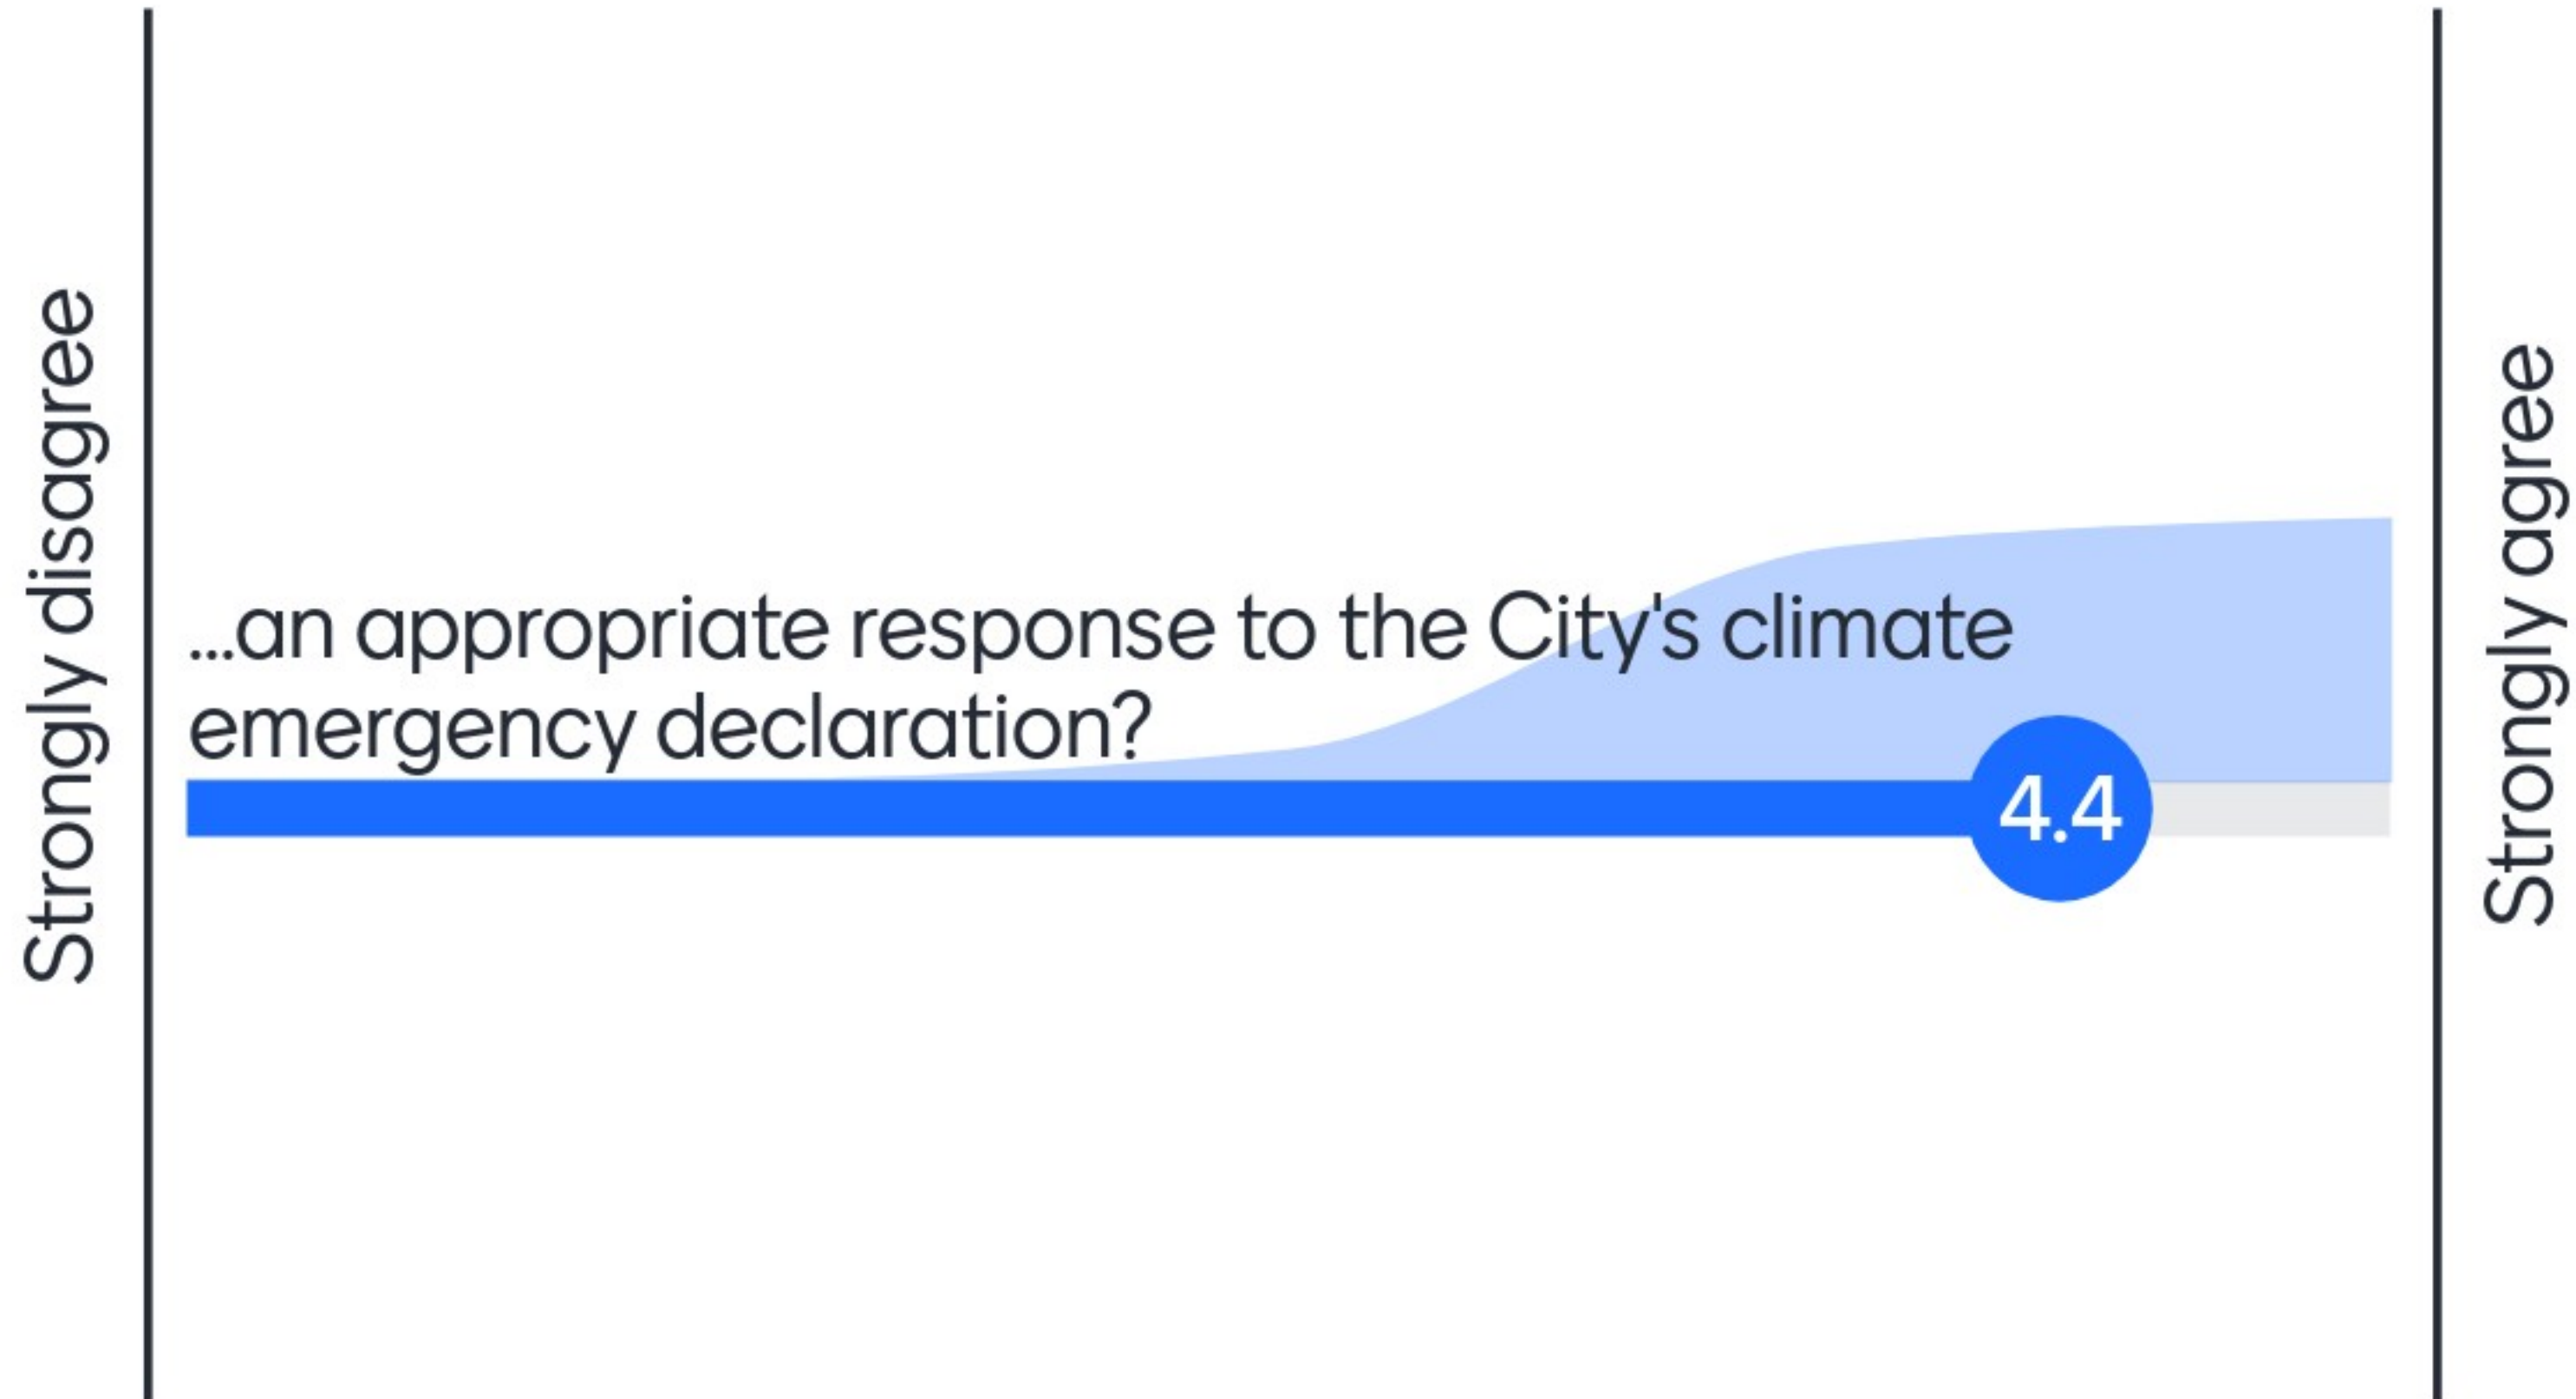 Strongly disagree
...an appropriate response to the City's climate
emergency declaration?
4.4
Strongly agree